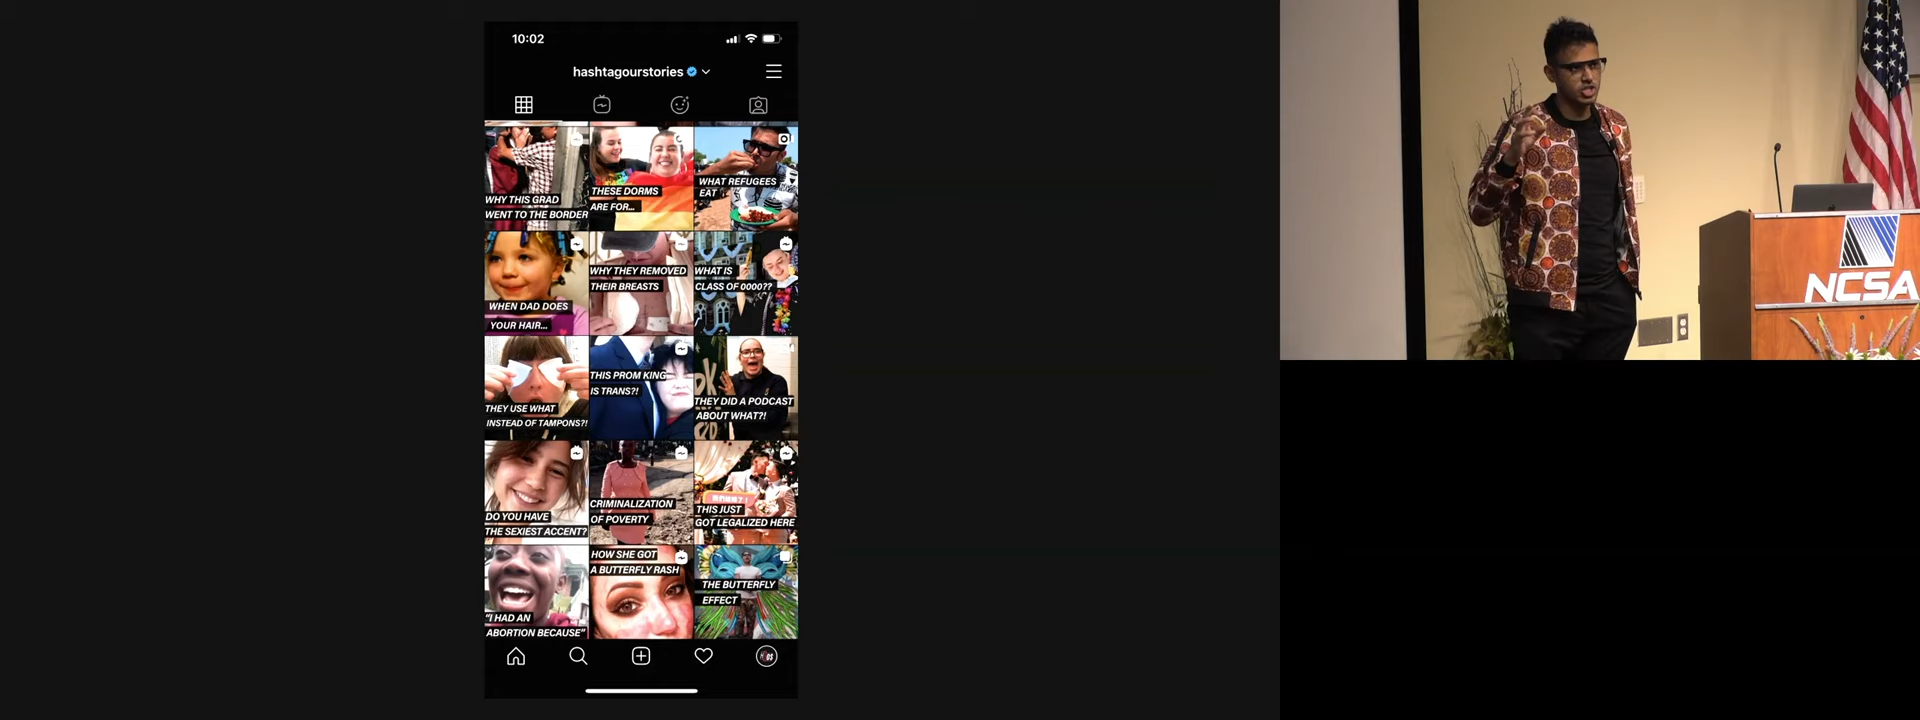 10:02
hashtagourstories
WHY THIS GRAD
WENT TO THE BORDER
THESE DORMS
ARE FOR...
WHAT REFUGEES
EAT
WHEN DAD DOES
YOUR HAIR...
WHY THEY REMOVED
THEIR BREASTS
WHAT IS
CLASS OF 0000??
THEY USE WHAT
INSTEAD OF TAMPONS?!
THIS PROM KING
IS TRANS?!
THEY DID A PODCAST
ABOUT WHAT?!
DO YOU HAVE
THE SEXIEST ACCENT?
CRIMINALIZATION
OF POVERTY
THIS JUST
GOT LEGALIZED HERE
"I HAD AN
ABORTION BECAUSE"
HOW SHE GOT
A BUTTERFLY RASH
THE BUTTERFLY
EFFECT
NCSA